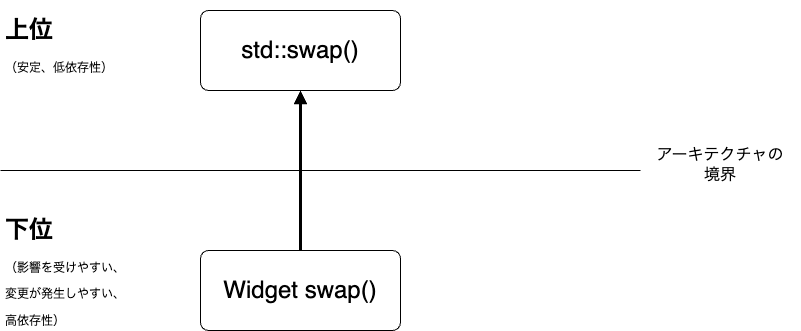 上位
（安定、低依存性）
std::swap()
アーキテクチャの
境界
下位
（影響を受けやすい、
変更が発生しやすい、
高依存性）
Widget swap()